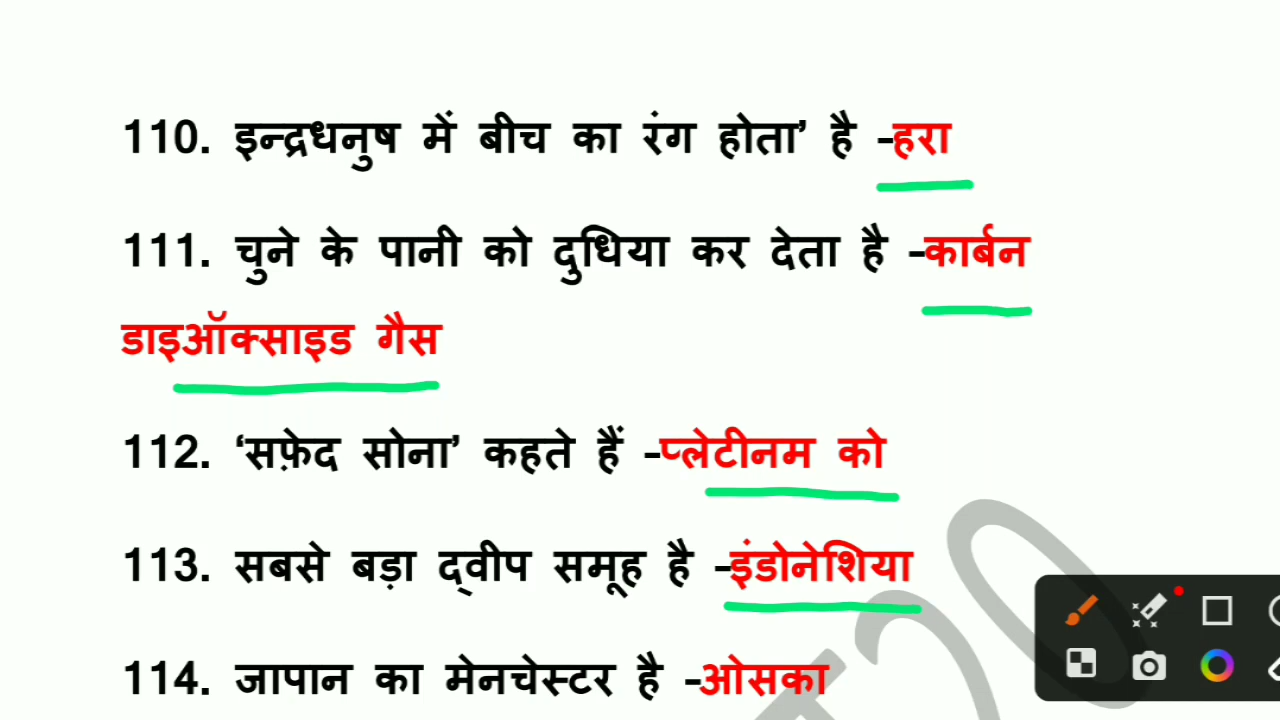 110. इन्द्रधनुष में बीच का रंग होता’ है -हरा
111. चुने के पानी को दुधिया कर देता है -कार्बन
डाइऑक्साइड गैस
112. ‘सफ़ेद सोना’ कहते हैं -प्लेटीनम को
113. सबसे बड़ा द्वीप समूह है -इंडोनेशिया
114. जापान का मेनचेस्टर है -ओसका